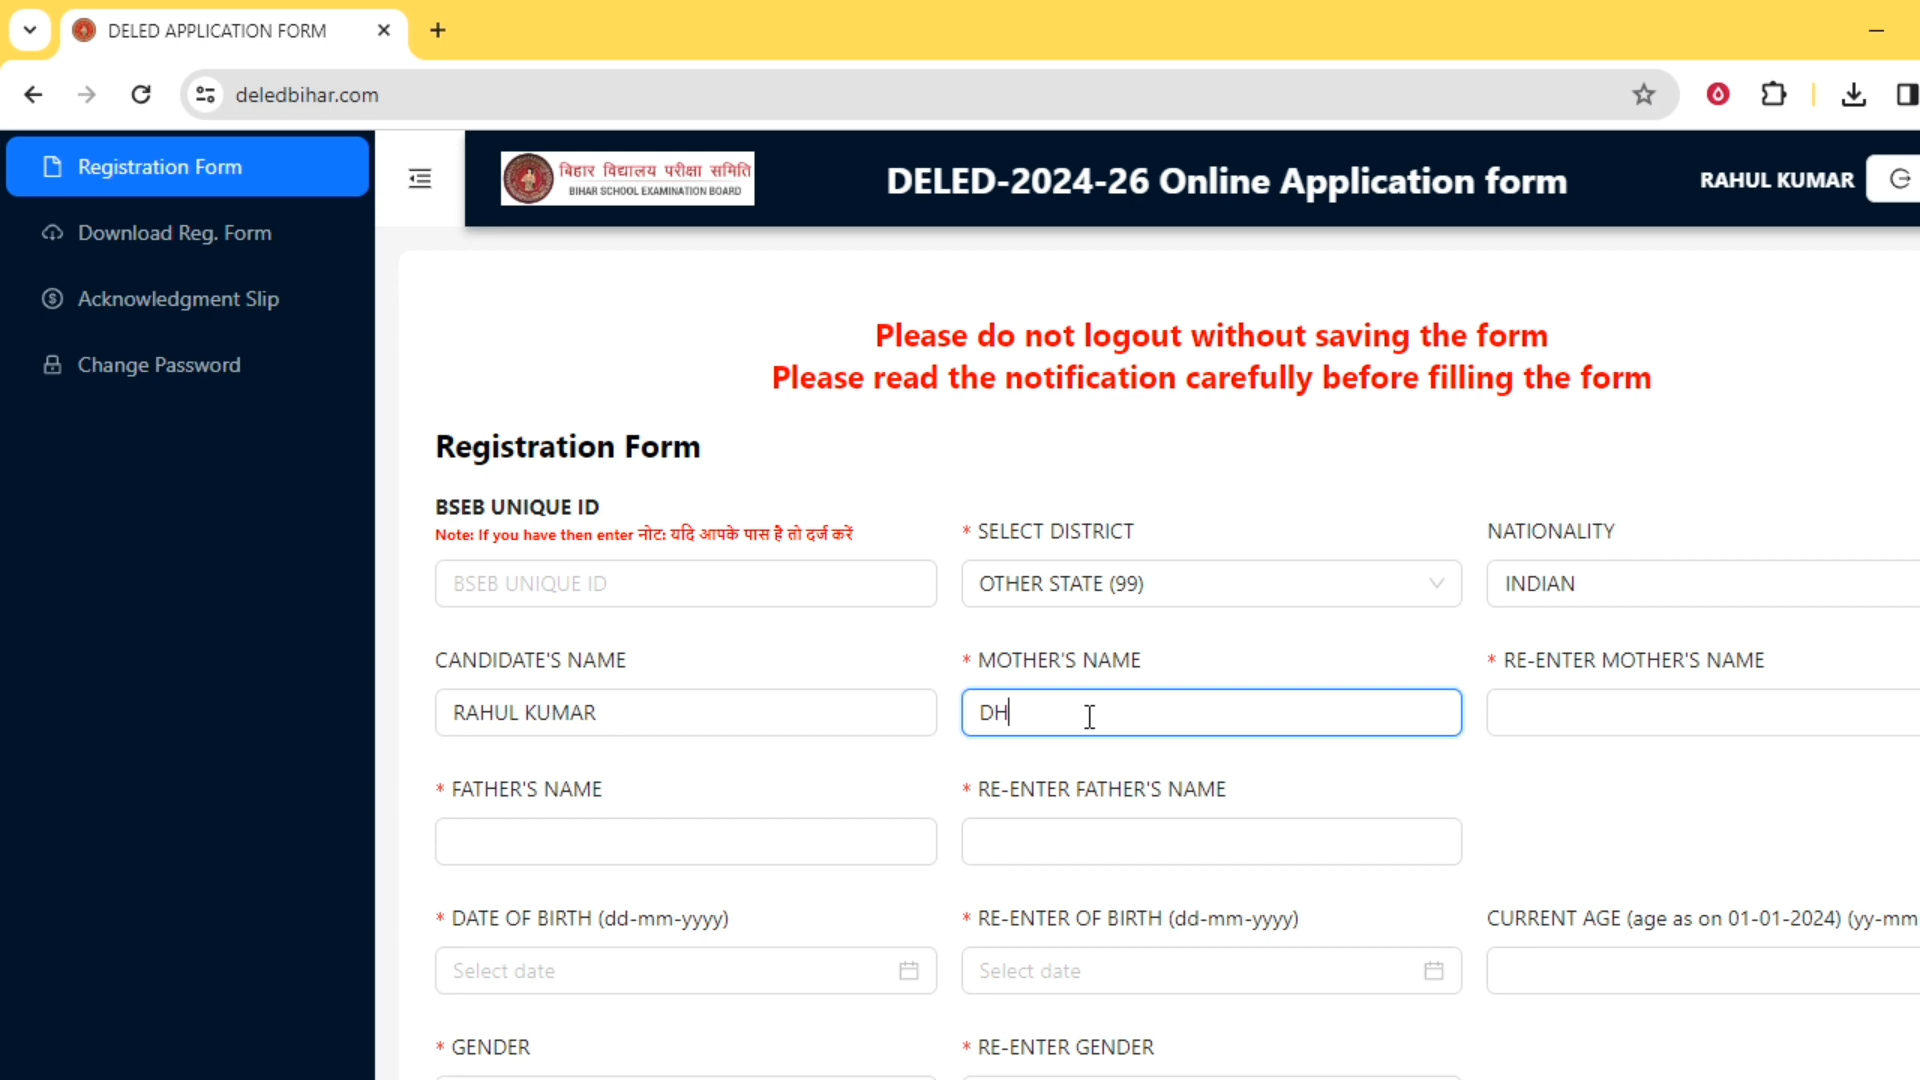 DELED APPLICATION FORM
deledbihar.com
Registration Form
Download Reg. Form
Acknowledgment Slip
Change Password
बिहार विद्यालय परीक्षा समिति
BIHAR SCHOOL EXAMINATION BOARD
DELED-2024-26 Online Application form
RAHUL KUMAR
Please do not logout without saving the form
Please read the notification carefully before filling the form
Registration Form
BSEB UNIQUE ID
Note: If you have then enter नोट: यदि आपके पास है तो दर्ज करें
* SELECT DISTRICT
NATIONALITY
BSEB UNIQUE ID
OTHER STATE (99)
INDIAN
CANDIDATE'S NAME
* MOTHER'S NAME
* RE-ENTER MOTHER'S NAME
RAHUL KUMAR
DH
* FATHER'S NAME
* RE-ENTER FATHER'S NAME
* DATE OF BIRTH (dd-mm-yyyy)
* RE-ENTER OF BIRTH (dd-mm-yyyy)
CURRENT AGE (age as on 01-01-2024) (yy-mm
Select date
Select date
* GENDER
* RE-ENTER GENDER